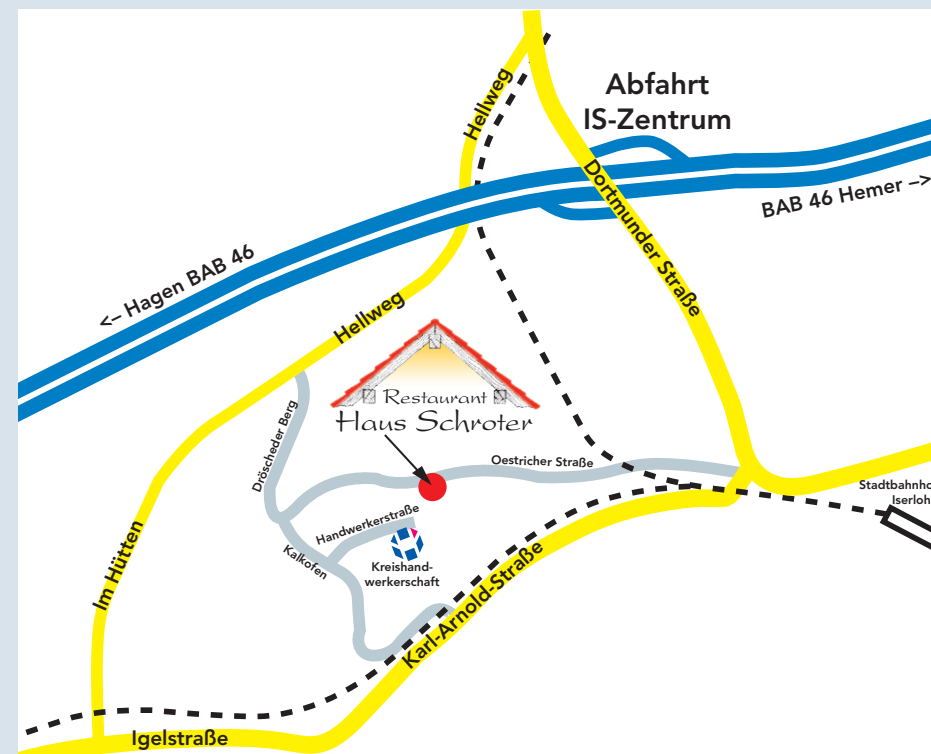 Hellweg
Abfahrt
IS-Zentrum
Dortmunder Straße
BAB 46 Hemer –>
<– Hagen BAB 46
Hellweg
Restaurant
Haus Schroter
Dröscheder Berg
Oestricher Straße
Stadtbahnho
Iserloh
Handwerkerstraße
Kalkofen
Kreishand-
werkerschaft
Im Hütten
Karl-Arnold-Straße
Igelstraße